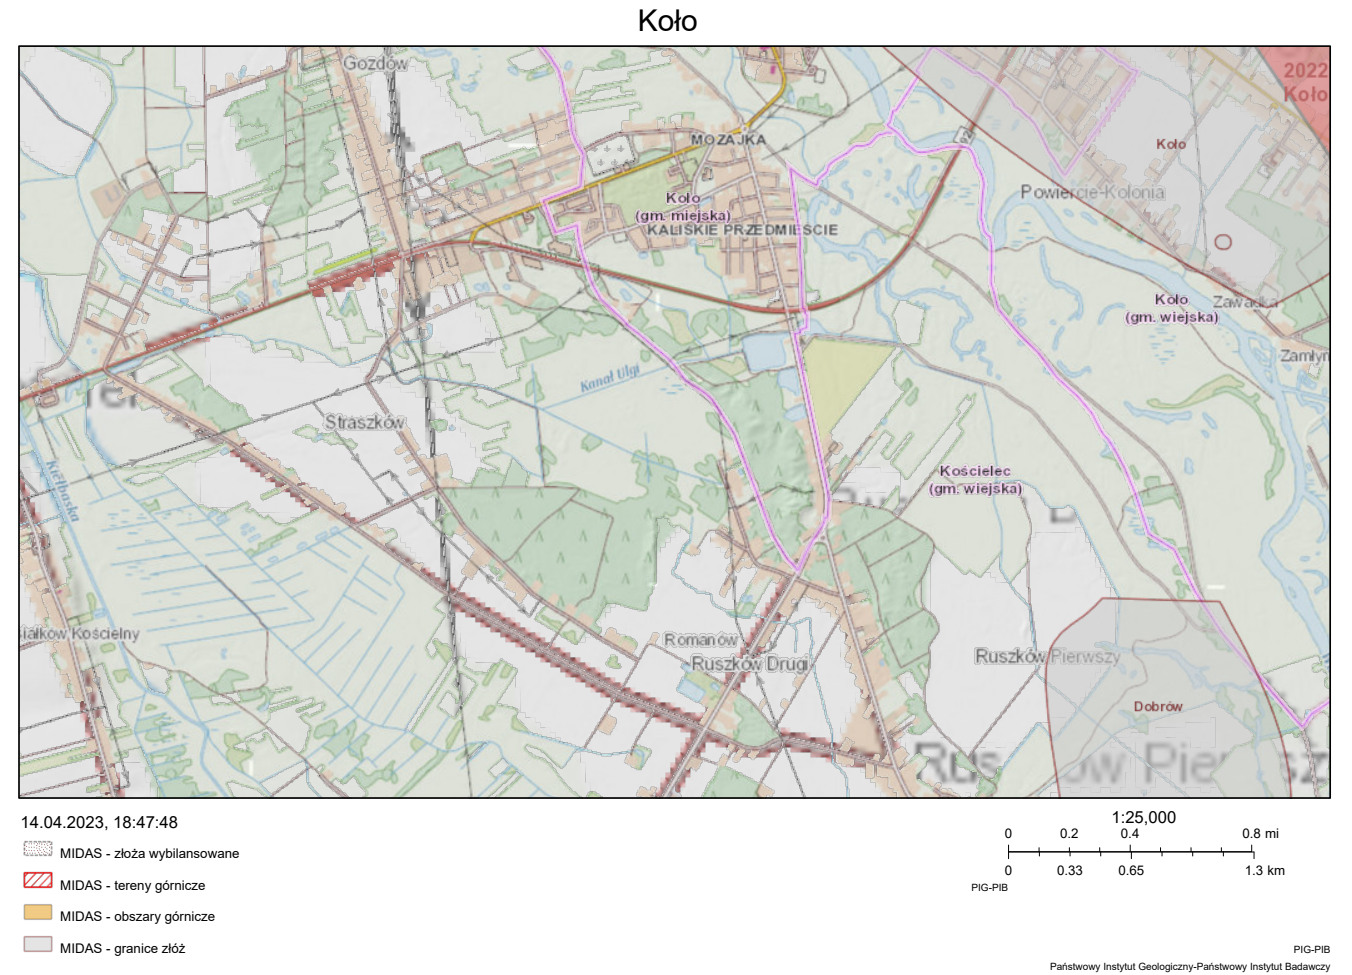 Koło
Gozdów
2022
Koło
MOZAJKA
Koło
92
Powiercie-Kolonia
Koło
(gm. miejska)
KALISKIE PRZEDMIEŚCIE
Koło
(gm. wiejska)
Zawadka
Kanał Ulgi
Straszków
Kościelec
(gm. wiejska)
Kiełbaska
Romanów
Ruszków Drugi
Ruszków Pierwszy
Dobrów
14.04.2023, 18:47:48
MIDAS - złoża wybilansowane
MIDAS - tereny górnicze
MIDAS - obszary górnicze
MIDAS - granice złóż
1:25,000
0 0.2 0.4 0.8 mi
0 0.33 0.65 1.3 km
PIG-PIB
PIG-PIB
Państwowy Instytut Geologiczny-Państwowy Instytut Badawczy